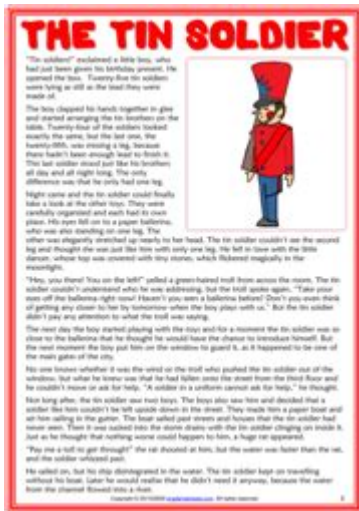 THE TIN SOLDIER
"Tin soldiers!" exclaimed a little boy, who
had just been given his birthday present. He
opened the box. Twenty-five tin soldiers
were lying as still as the lead they were
made of.
The boy clapped his hands together in glee
and started arranging the tin brothers on the
table. Twenty-four of the soldiers looked
exactly the same, but the last one, the
twenty-fifth, was missing a leg, because
there hadn't been enough lead to finish it.
This last soldier stood just like his brothers
all day and all night long. The only
difference was that he only had one leg.
Night came and the tin soldier could finally
take a look at the other toys. They were
carefully organized and each had its own
place. His eyes fell on to a paper ballerina,
who was also standing on one leg. The
other was elegantly stretched up nearly to her head. The tin soldier couldn't see the second
leg and thought she was just like him with only one leg. He fell in love with the little
dancer, whose top was covered with tiny stones, which flickered magically in the
moonlight.
"Hey, you there! You on the left!" called a green-haired troll from across the room. The tin
soldier couldn't understand who he was addressing, but the troll spoke again. "Take your
eyes off the ballerina right now! Haven't you seen a ballerina before? Don't you even think
of getting any closer to her by tomorrow when the boy plays with us." But the tin soldier
didn't pay any attention to what the troll was saying.
The next day the boy started playing with the toys and for a moment the tin soldier was so
close to the ballerina that he thought he would have the chance to introduce himself. But
the next moment the boy put him on the window to guard it, as it happened to be one of
the main gates of the city.
No one knows whether it was the wind or the troll who pushed the tin soldier out of the
window, but what he knew was that he had fallen onto the street from the third floor and
he couldn't move or ask for help. "A soldier in a uniform cannot ask for help," he thought.
Not long after, the tin soldier saw two boys. The boys also saw him and decided that a
soldier like him couldn't be left upside down in the street. They made him a paper boat and
set him sailing in the gutter. The boat sailed past streets and houses that the tin soldier had
never seen. Then it was sucked into the storm drains with the tin soldier clinging on inside it.
Just as he thought that nothing worse could happen to him, a huge rat appeared.
"Pay me a toll to get through!" the rat shouted at him, but the water was faster than the rat,
and the soldier whizzed past.
He sailed on, but his ship disintegrated in the water. The tin soldier kept on travelling
without his boat. Later he would realise that he didn't need it anyway, because the water
from the channel flowed into a river.